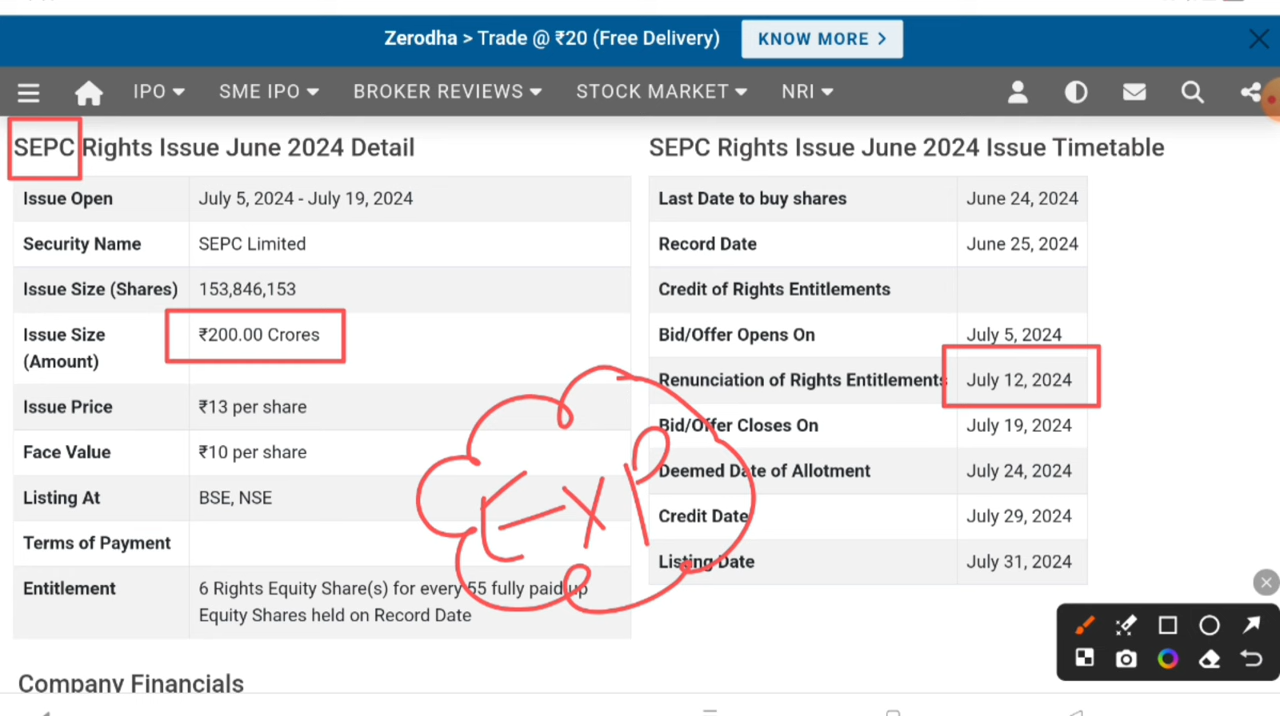 Zerodha > Trade @ ₹20 (Free Delivery) KNOW MORE >
IPO SME IPO BROKER REVIEWS STOCK MARKET NRI
SEPC Rights Issue June 2024 Detail
Issue Open July 5, 2024 - July 19, 2024
Security Name SEPC Limited
Issue Size (Shares) 153,846,153
Issue Size (Amount) ₹200.00 Crores
Issue Price ₹13 per share
Face Value ₹10 per share
Listing At BSE, NSE
Terms of Payment
Entitlement 6 Rights Equity Share(s) for every 55 fully paid up
Equity Shares held on Record Date
SEPC Rights Issue June 2024 Issue Timetable
Last Date to buy shares June 24, 2024
Record Date June 25, 2024
Credit of Rights Entitlements
Bid/Offer Opens On July 5, 2024
Renunciation of Rights Entitlements July 12, 2024
Bid/Offer Closes On July 19, 2024
Deemed Date of Allotment July 24, 2024
Credit Date July 29, 2024
Listing Date July 31, 2024
EXP
Company Financials